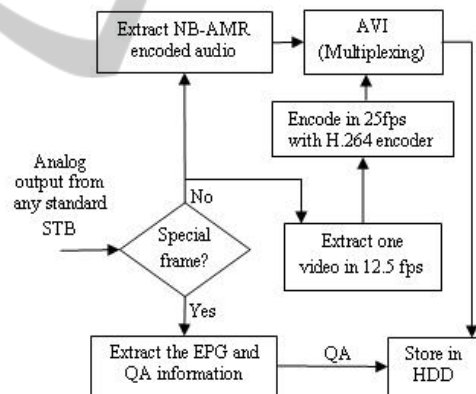 Extract NB-AMR
encoded audio
AVI
(Multiplexing)
Encode in 25fps
with H.264 encoder
Analog
output from
any standard
STB
No
Special
frame?
Extract one
video in 12.5 fps
Yes
Extract the EPG and
QA information
QA
Store in
HDD